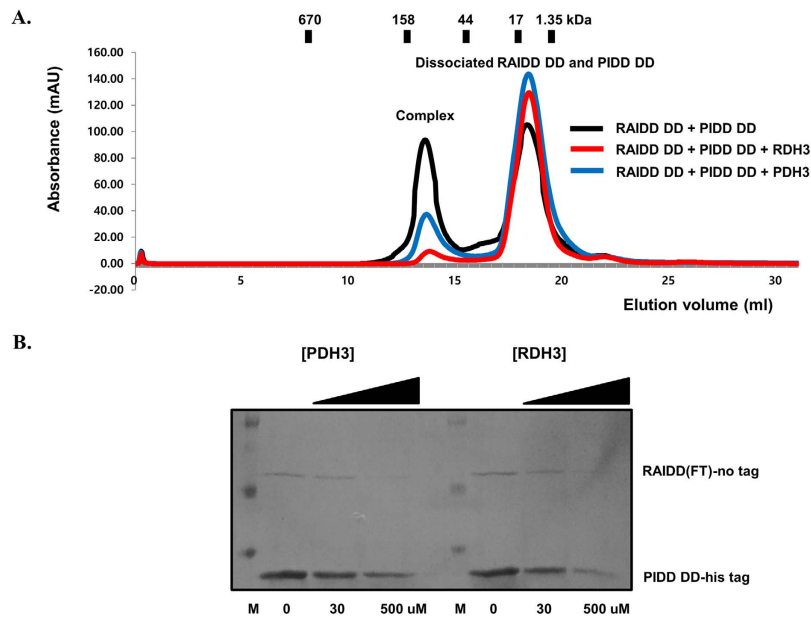 A.
670 158 44 17 1.35 kDa
Dissociated RAIDD DD and PIDD DD
Complex
RAIDD DD + PIDD DD
RAIDD DD + PIDD DD + RDH3
RAIDD DD + PIDD DD + PDH3
Absorbance (mAU)
160.00
140.00
120.00
100.00
80.00
60.00
40.00
20.00
0.00
-20.00
0 5 10 15 20 25 30
Elution volume (ml)
B.
[PDH3] [RDH3]
RAIDD(FT)-no tag
PIDD DD-his tag
M 0 30 500 uM M 0 30 500 uM